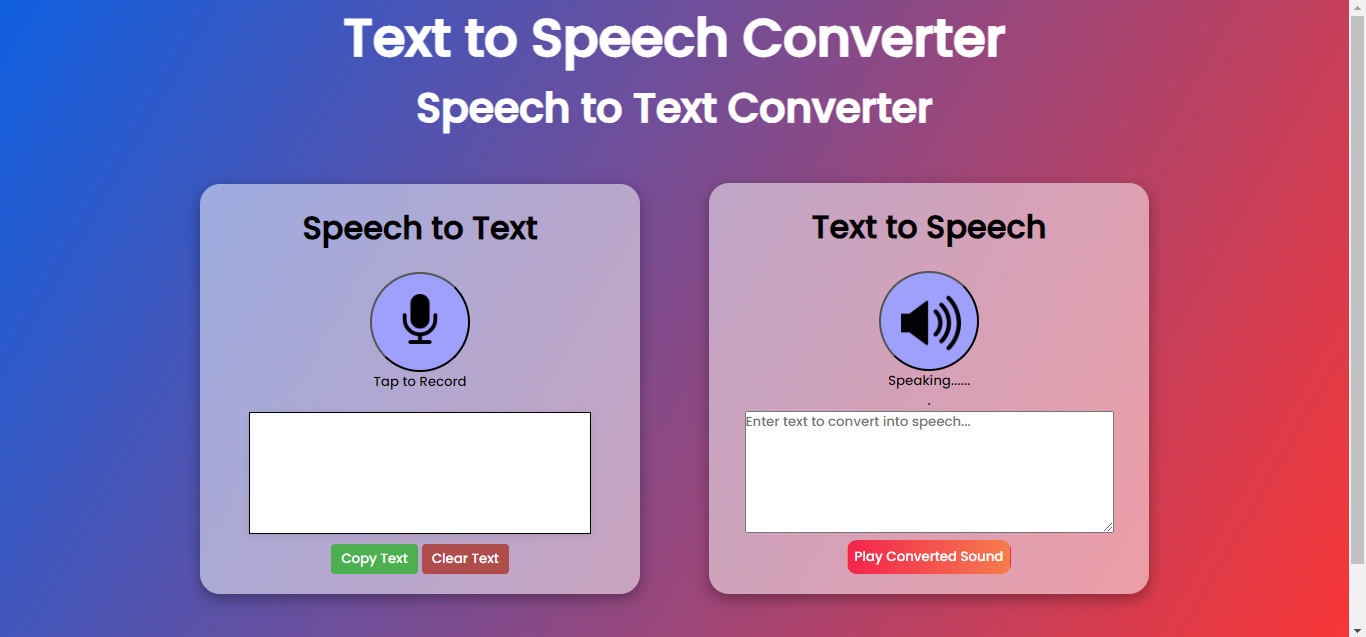 Text to Speech Converter
Speech to Text Converter
Speech to Text
Tap to Record
Copy Text
Clear Text
Text to Speech
Speaking......
.
Enter text to convert into speech...
Play Converted Sound